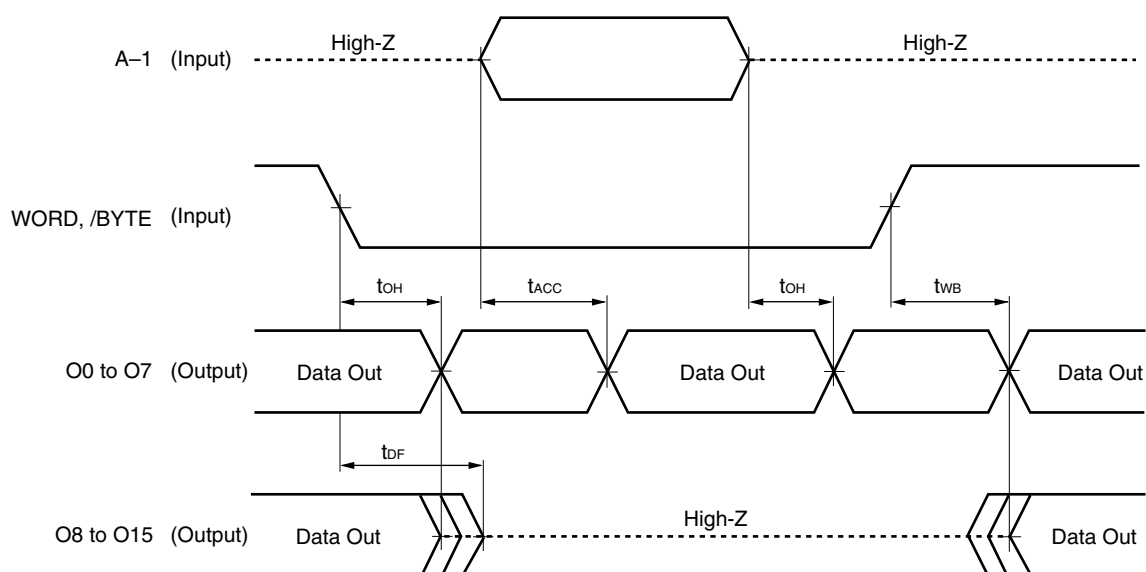 High-Z High-Z
A–1 (Input)
WORD, /BYTE (Input)
tOH tACC tOH tWB
O0 to O7 (Output) Data Out Data Out Data Out
tDF
High-Z
O8 to O15 (Output) Data Out Data Out